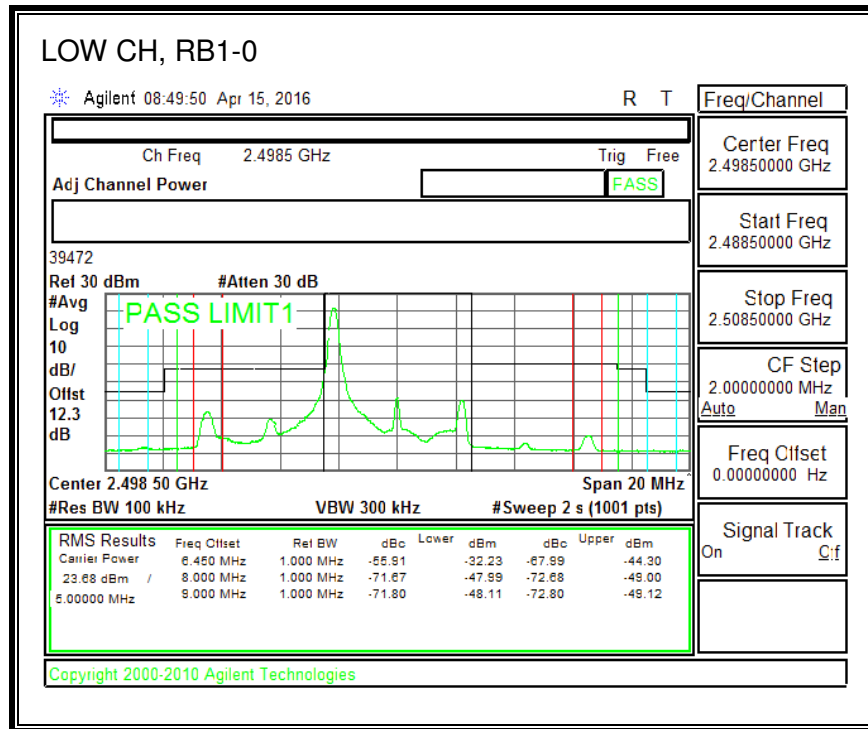 LOW CH, RB1-0
Agilent 08:49:50 Apr 15, 2016 R T
Freq/Channel
Ch Freq 2.4985 GHz Trig Free
Adj Channel Power PASS
Center Freq
2.49850000 GHz
Start Freq
2.48850000 GHz
Stop Freq
2.50850000 GHz
CF Step
2.00000000 MHz
Auto Man
Freq Offset
0.00000000 Hz
Signal Track
On Off
39472
Ref 30 dBm #Atten 30 dB
#Avg
Log
10
dB/
Offst
12.3
dB
PASS LIMIT1
Center 2.498 50 GHz Span 20 MHz
#Res BW 100 kHz VBW 300 kHz #Sweep 2 s (1001 pts)
RMS Results Freq Offset Ref BW dBc Lower dBm dBc Upper dBm
Carrier Power 6.450 MHz 1.000 MHz -55.91 -32.23 -67.99 -44.30
23.68 dBm / 8.000 MHz 1.000 MHz -71.67 -47.99 -72.68 -49.00
5.00000 MHz 9.000 MHz 1.000 MHz -71.80 -48.11 -72.80 -49.12
Copyright 2000-2010 Agilent Technologies